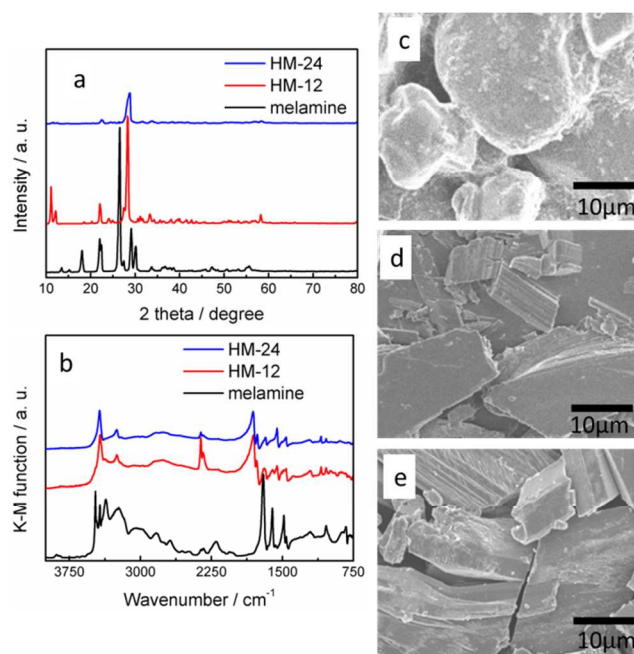 a
HM-24
HM-12
melamine
Intensity / a. u.
10 20 30 40 50 60 70 80
2 theta / degree
b
HM-24
HM-12
melamine
K-M function / a. u.
3750 3000 2250 1500 750
Wavenumber / cm⁻¹
c
10μm
d
10μm
e
10μm